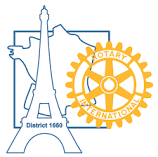 ROTARY
INTERNATIONAL
District 1660